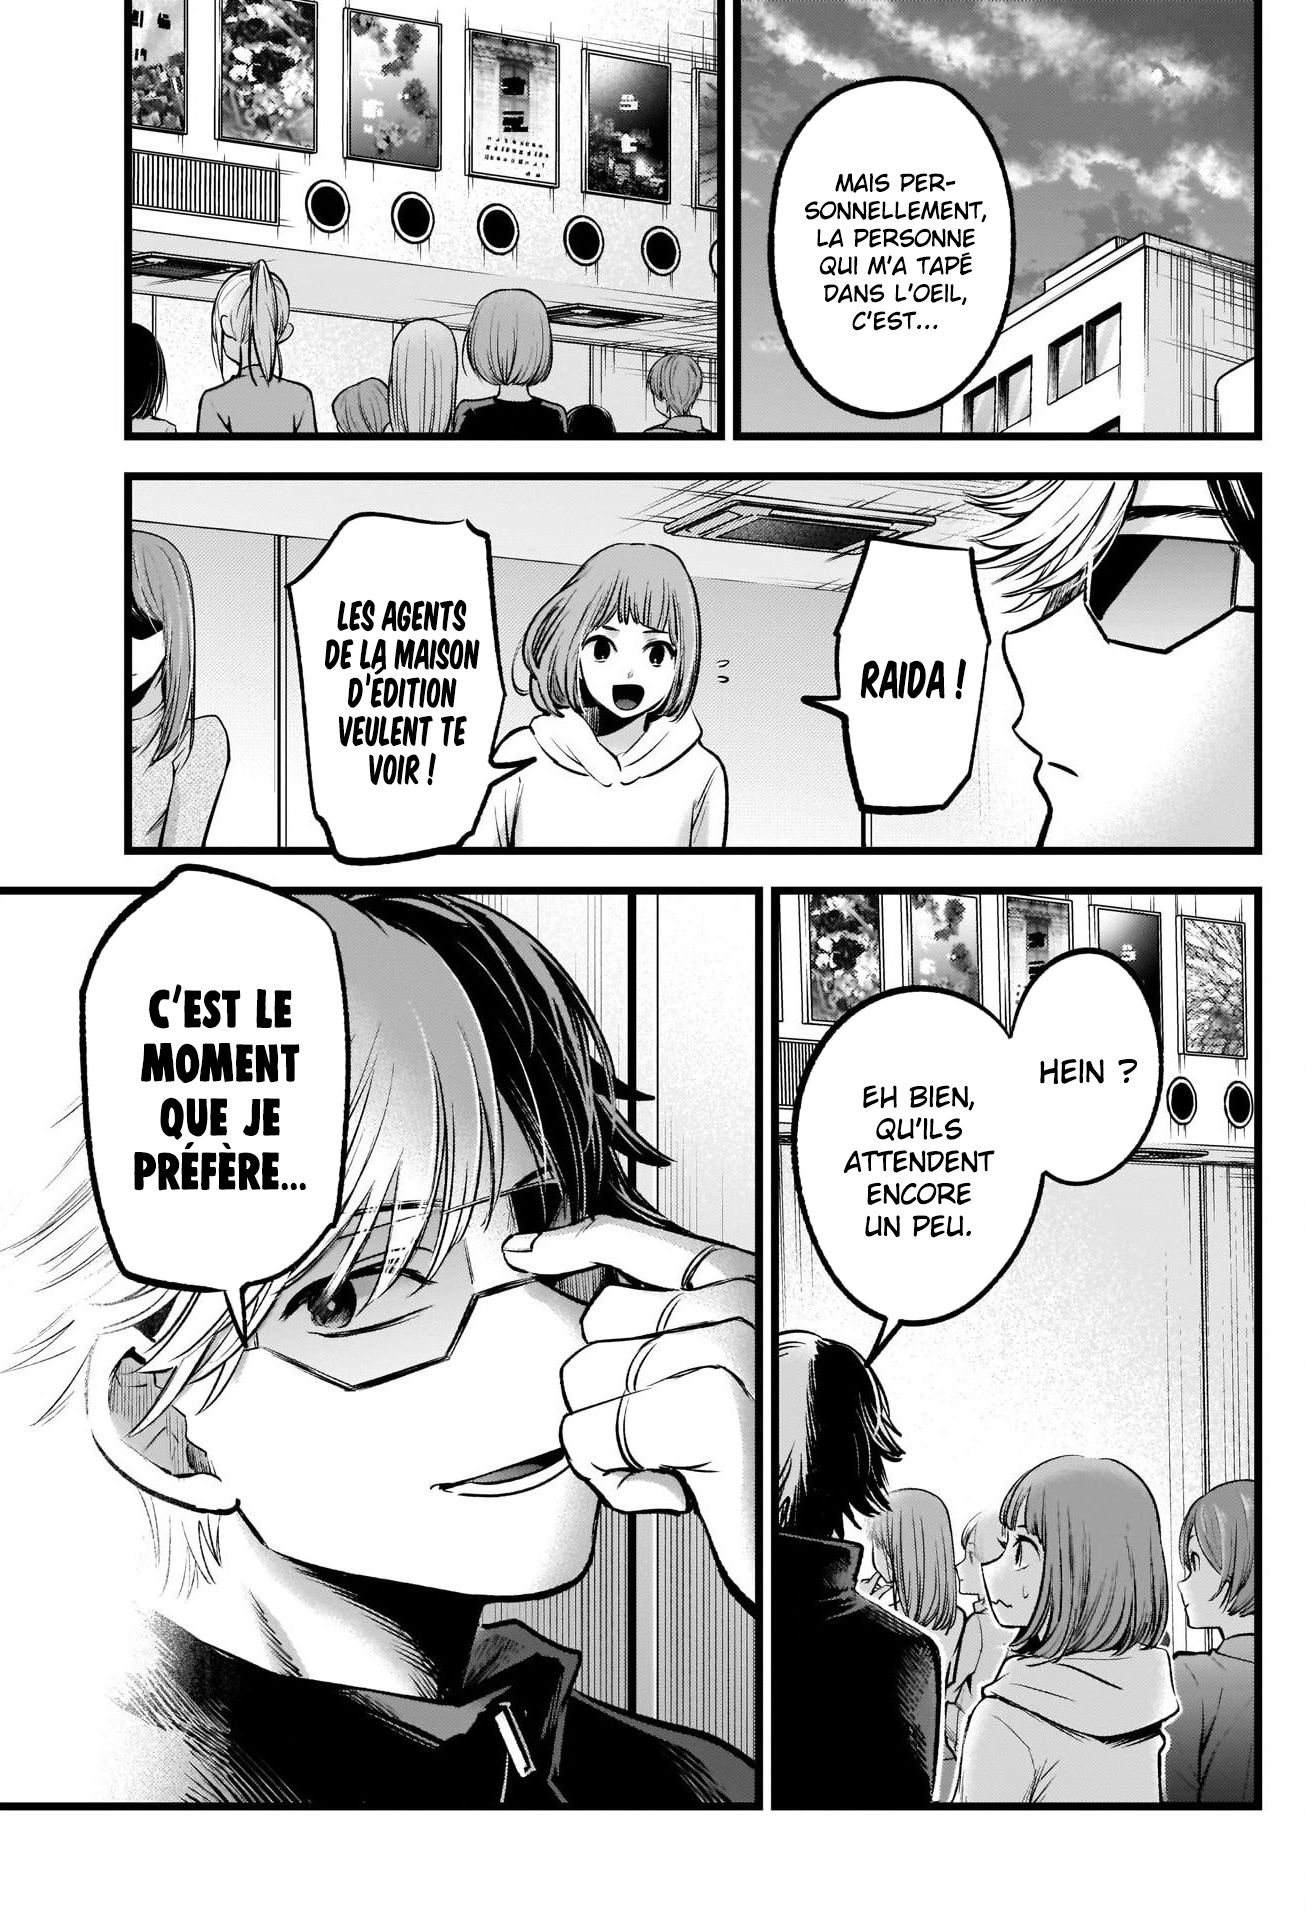 MAIS PER-
SONNELLEMENT,
LA PERSONNE
QUI M'A TAPÉ
DANS L'OEIL,
C'EST...
RAIDA !
LES AGENTS
DE LA MAISON
D'ÉDITION
VEULENT TE
VOIR !
HEIN ?
EH BIEN,
QU'ILS
ATTENDENT
ENCORE
UN PEU.
C'EST LE
MOMENT
QUE JE
PRÉFÈRE...